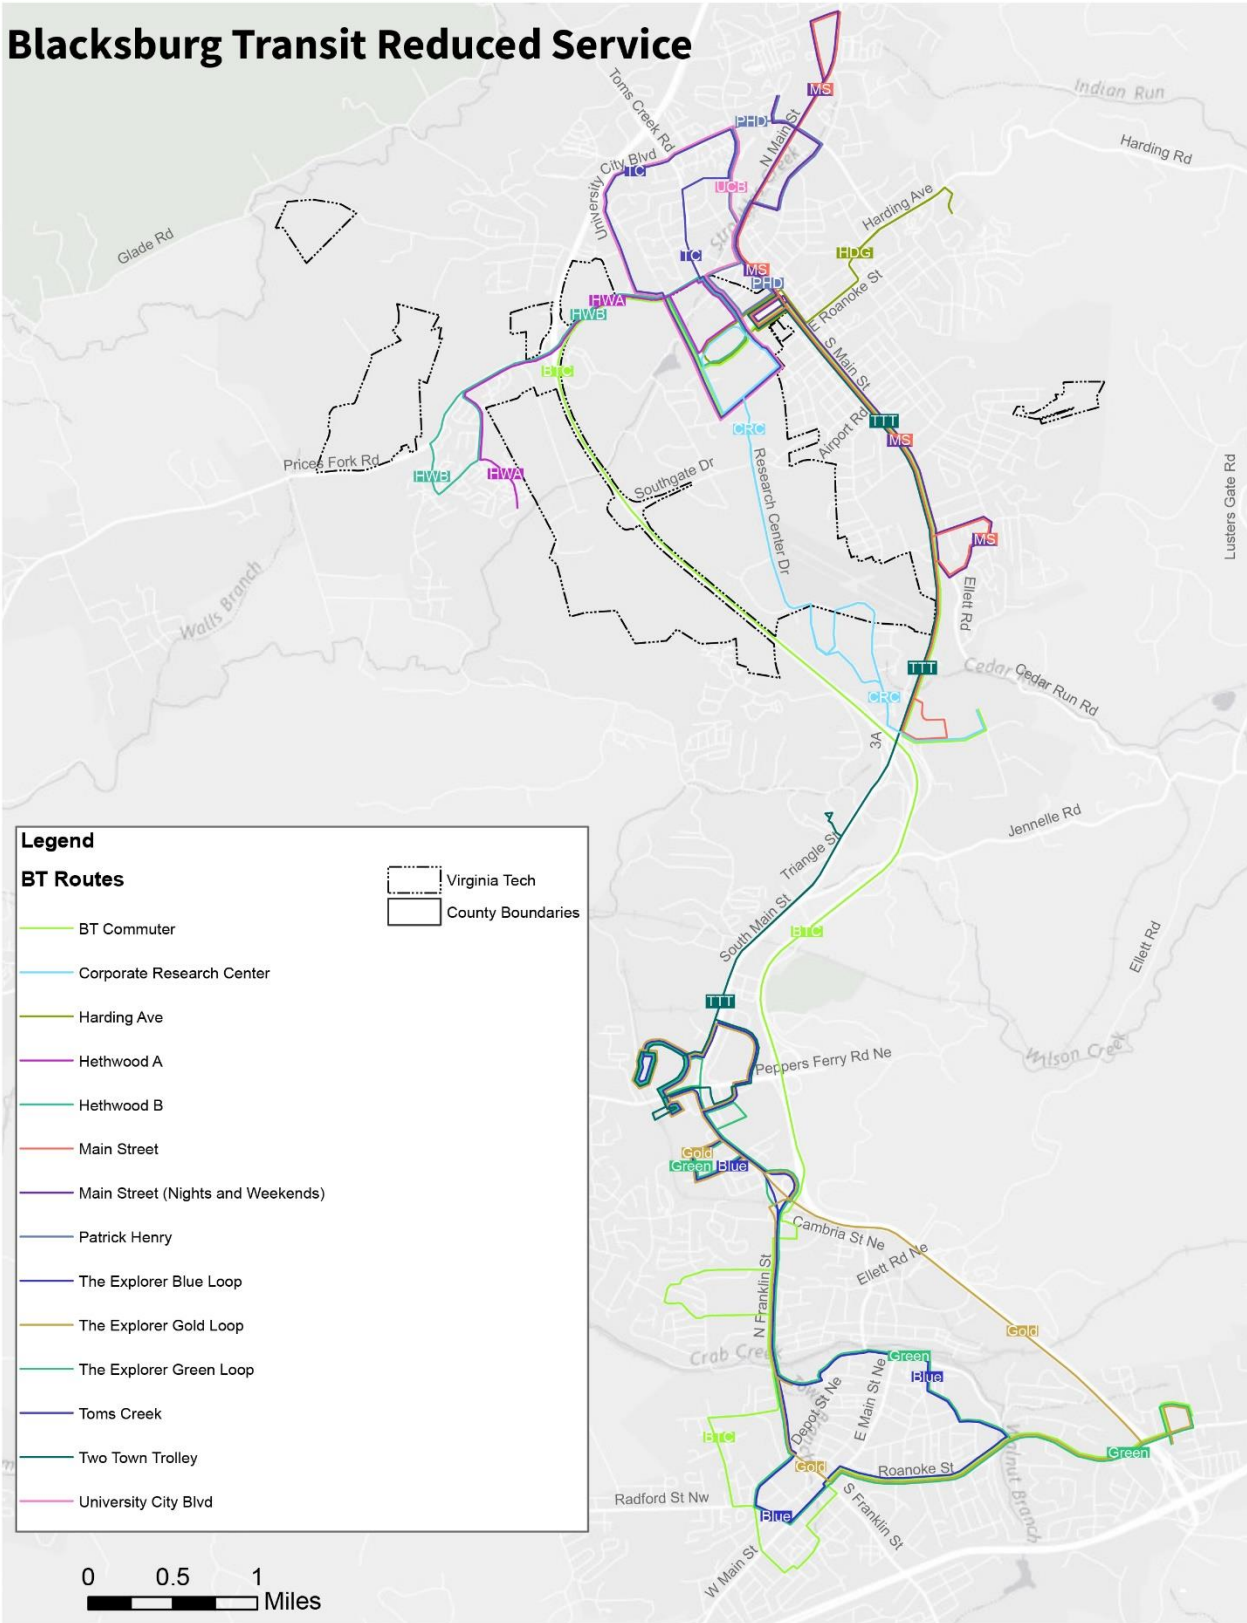 Blacksburg Transit Reduced Service
MS
Indian Run
Toms Creek Rd
PHD
N Main St
Harding Rd
University City Blvd
TC
UCB
Harding Ave
Glade Rd
HDG
TC
MS
PHD
E Roanoke St
HWA
HWB
S Main St
BTC
TTT
MS
CRC
Airport Rd
Prices Fork Rd
HWB
HWA
Southgate Dr
Research Center Dr
Lusters Gate Rd
MS
Ellett Rd
Walls Branch
TTT
Cedar Run Rd
CRC
3A
Jennelle Rd
Triangle St
South Main St
BTC
Ellett Rd
TTT
Wilson Creek
Peppers Ferry Rd Ne
Gold
Green
Blue
Cambria St Ne
Ellett Rd Ne
N Franklin St
Gold
Crab Creek
Green
Blue
Depot St Ne
E Main St Ne
BTC
Walnut Branch
Green
Gold
Roanoke St
Radford St Nw
Blue
S Franklin St
W Main St
Legend
BT Routes
BT Commuter
Corporate Research Center
Harding Ave
Hethwood A
Hethwood B
Main Street
Main Street (Nights and Weekends)
Patrick Henry
The Explorer Blue Loop
The Explorer Gold Loop
The Explorer Green Loop
Toms Creek
Two Town Trolley
University City Blvd
Virginia Tech
County Boundaries
0 0.5 1
Miles